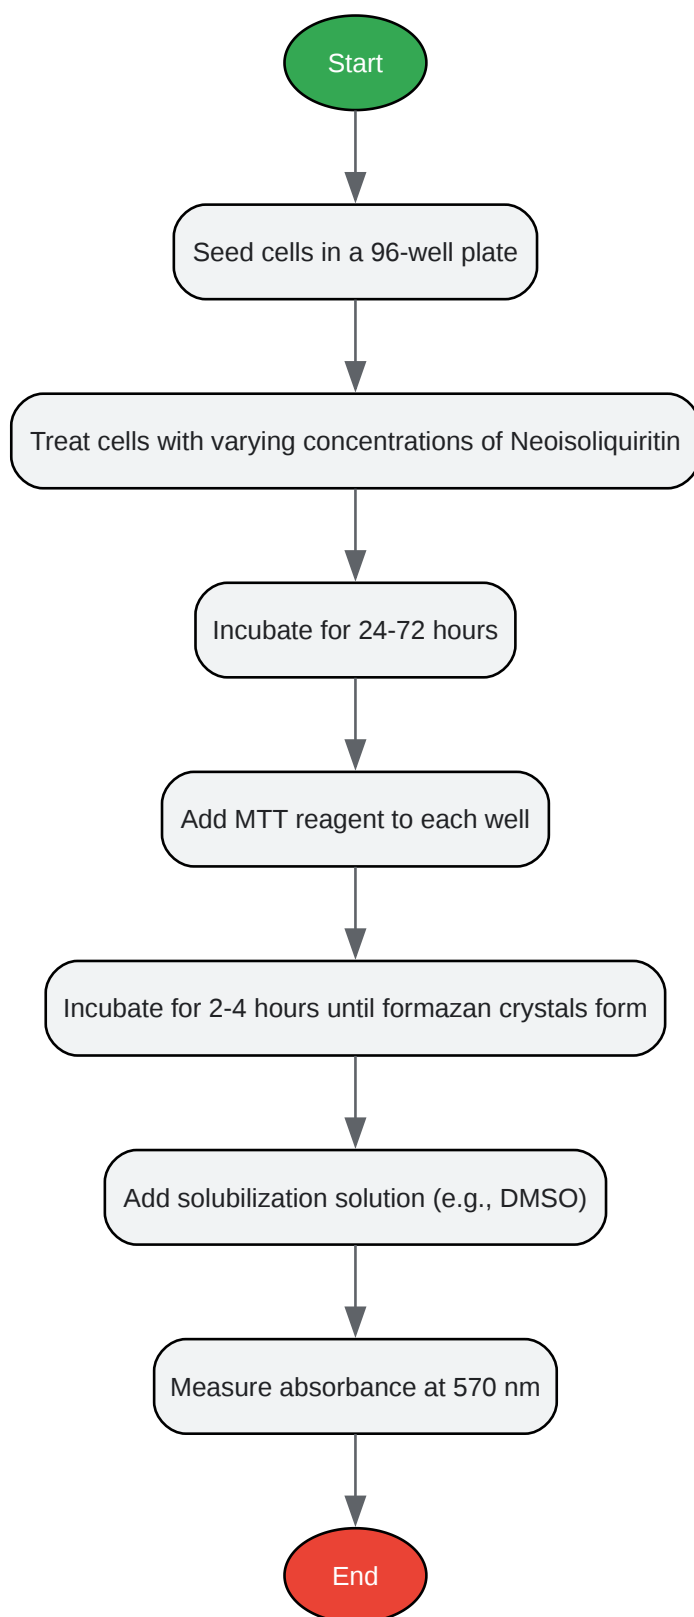 Start
Seed cells in a 96-well plate
Treat cells with varying concentrations of Neoisoliquiritin
Incubate for 24-72 hours
Add MTT reagent to each well
Incubate for 2-4 hours until formazan crystals form
Add solubilization solution (e.g., DMSO)
Measure absorbance at 570 nm
End